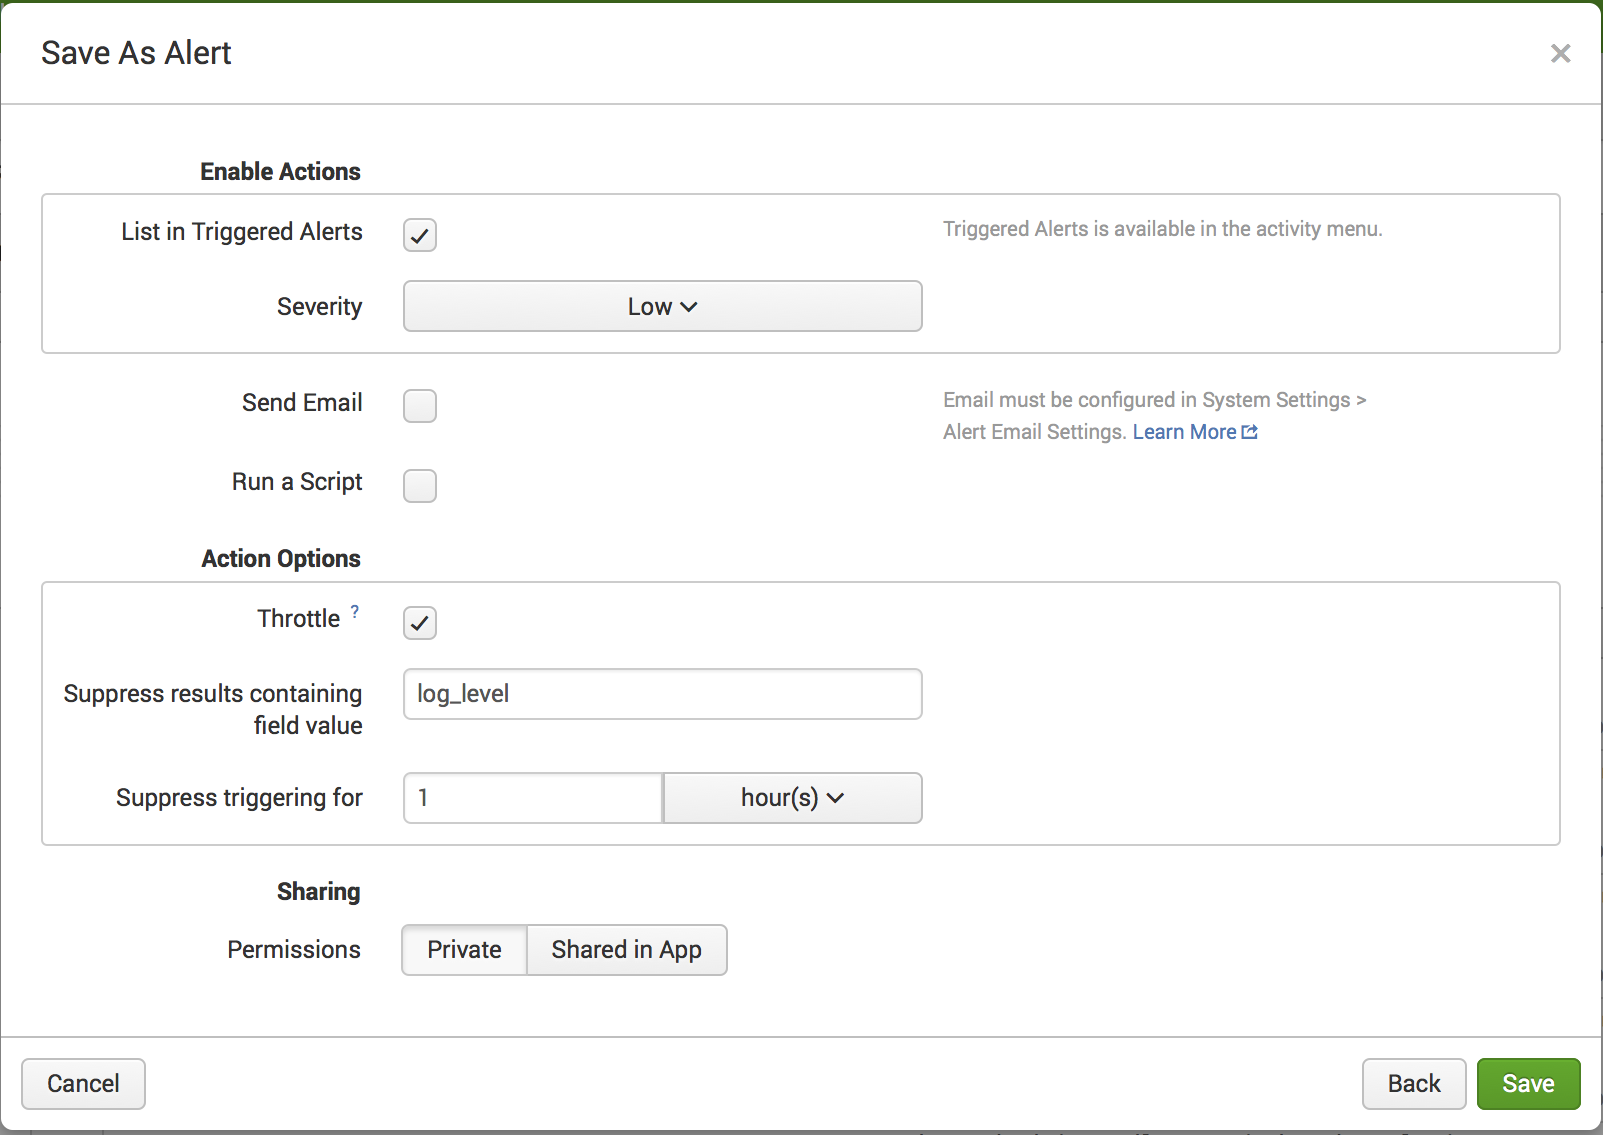 Save As Alert
Enable Actions
List in Triggered Alerts
Triggered Alerts is available in the activity menu.
Severity
Low
Send Email
Email must be configured in System Settings >
Alert Email Settings. Learn More
Run a Script
Action Options
Throttle ?
Suppress results containing
field value
log_level
Suppress triggering for
1
hour(s)
Sharing
Permissions
Private
Shared in App
Cancel
Back
Save